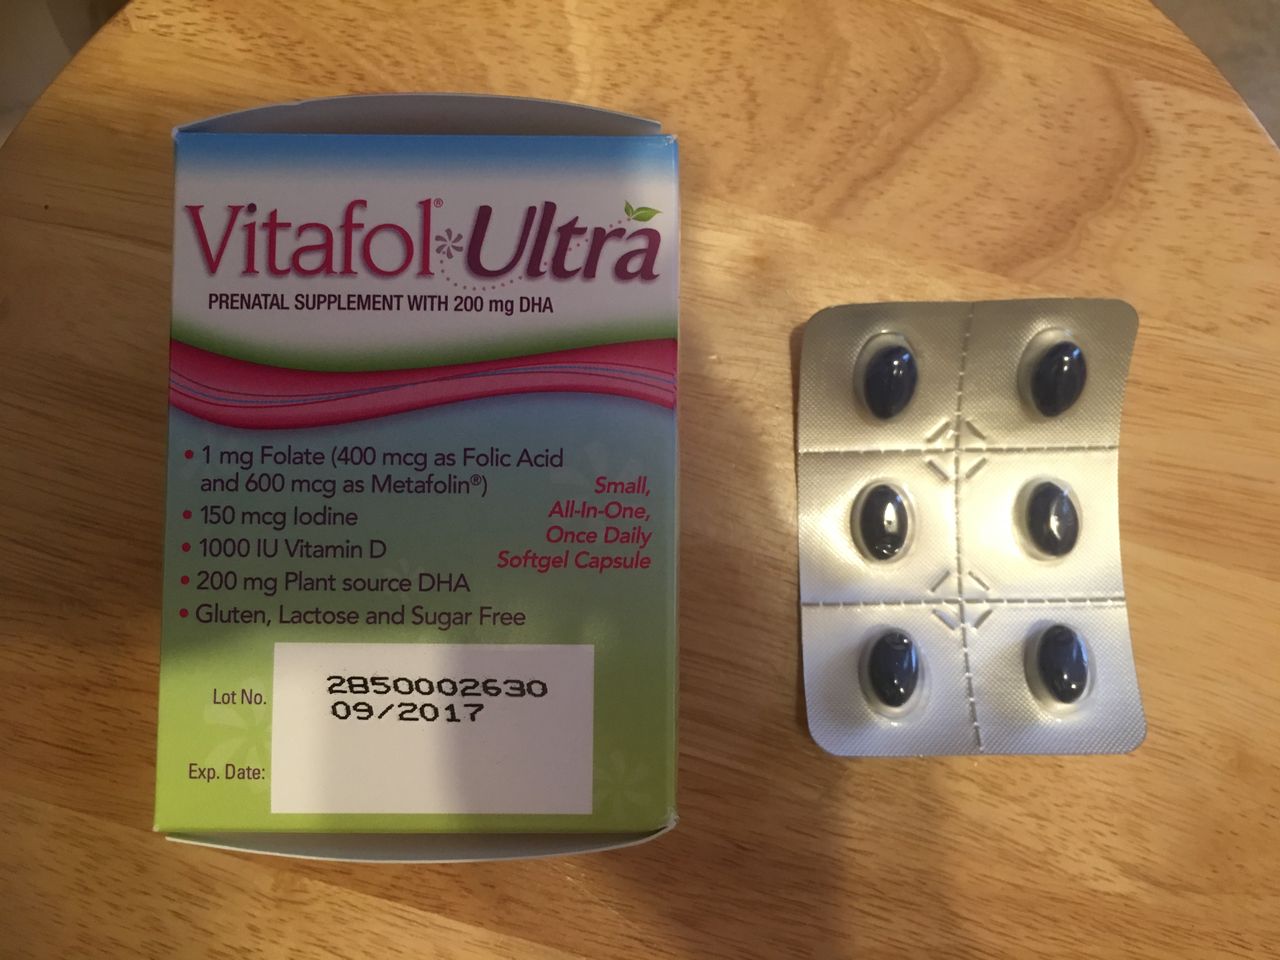 Vitafol® Ultra
PRENATAL SUPPLEMENT WITH 200 mg DHA
• 1 mg Folate (400 mcg as Folic Acid
and 600 mcg as Metafolin®)
• 150 mcg Iodine
• 1000 IU Vitamin D
• 200 mg Plant source DHA
• Gluten, Lactose and Sugar Free
Small,
All-In-One,
Once Daily
Softgel Capsule
Lot No.
2850002630
09/2017
Exp. Date: